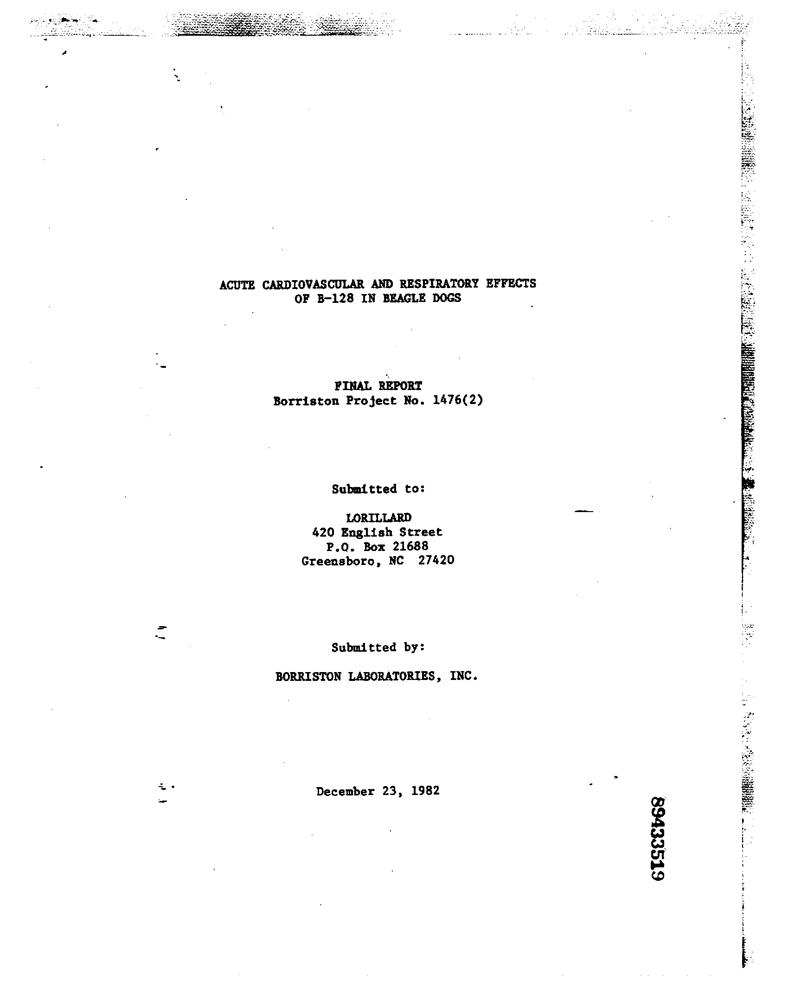 ACUTE CARDIOVASCULAR AND RESPIRATORY EFFECTS
OF B-128 IN BEAGLE DOGS
FINAL REPORT
Borriston Project No. 1476(2)
Submitted to:
LORILLARD
420 English Street
P.O. Box 21688
Greensboro, NC 27420
Submitted by:
BORRISTON LABORATORIES, INC.
December 23, 1982
89433519